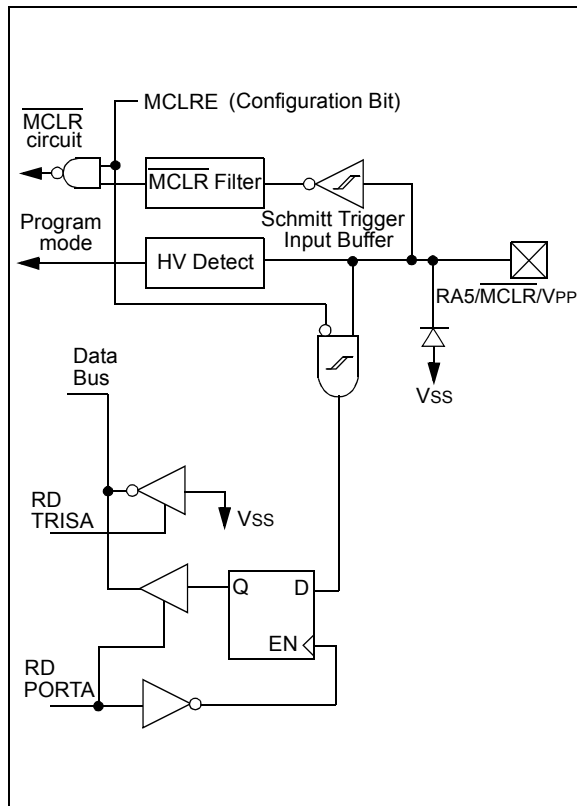 MCLRE (Configuration Bit)
MCLR
circuit
MCLR Filter
Schmitt Trigger
Input Buffer
Program
mode
HV Detect
RA5/MCLR/VPP
VSS
Data
Bus
RD
TRISA
VSS
Q D
EN
RD
PORTA